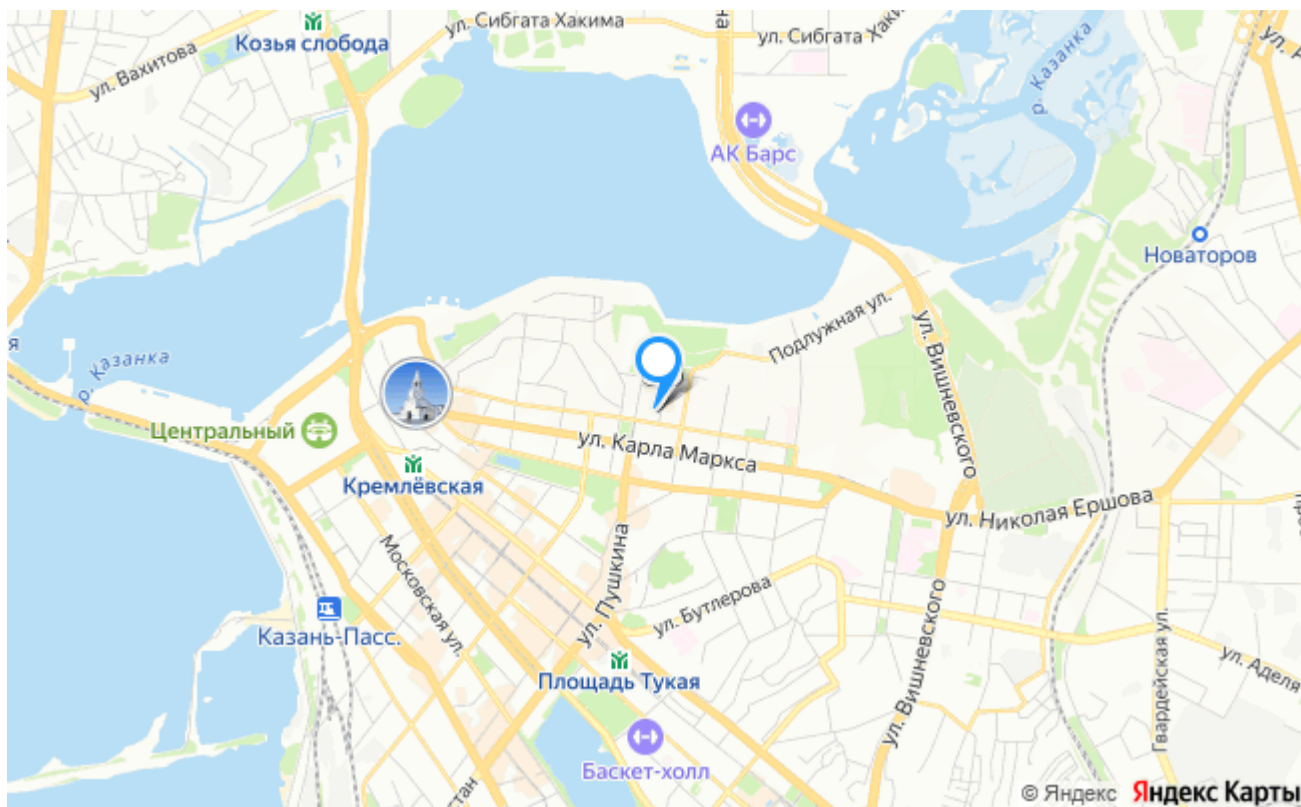 Козья слобода
ул. Сибгата Хакима
ул. Сибгата Хаки
на
ул. Вахитова
р. Казанка
АК Барс
Новаторов
я
р. Казанка
Подлужная ул.
ул. Вишневского
Центральный
ул. Карла Маркса
Кремлёвская
ул. Николая Ершова
Московская ул.
ул. Пушкина
ул. Бутлерова
Казань-Пасс.
Площадь Тукая
ул. Вишневского
Гвардейская ул.
ул. Аделя
Баскет-холл
тан
© Яндекс Яндекс Карты